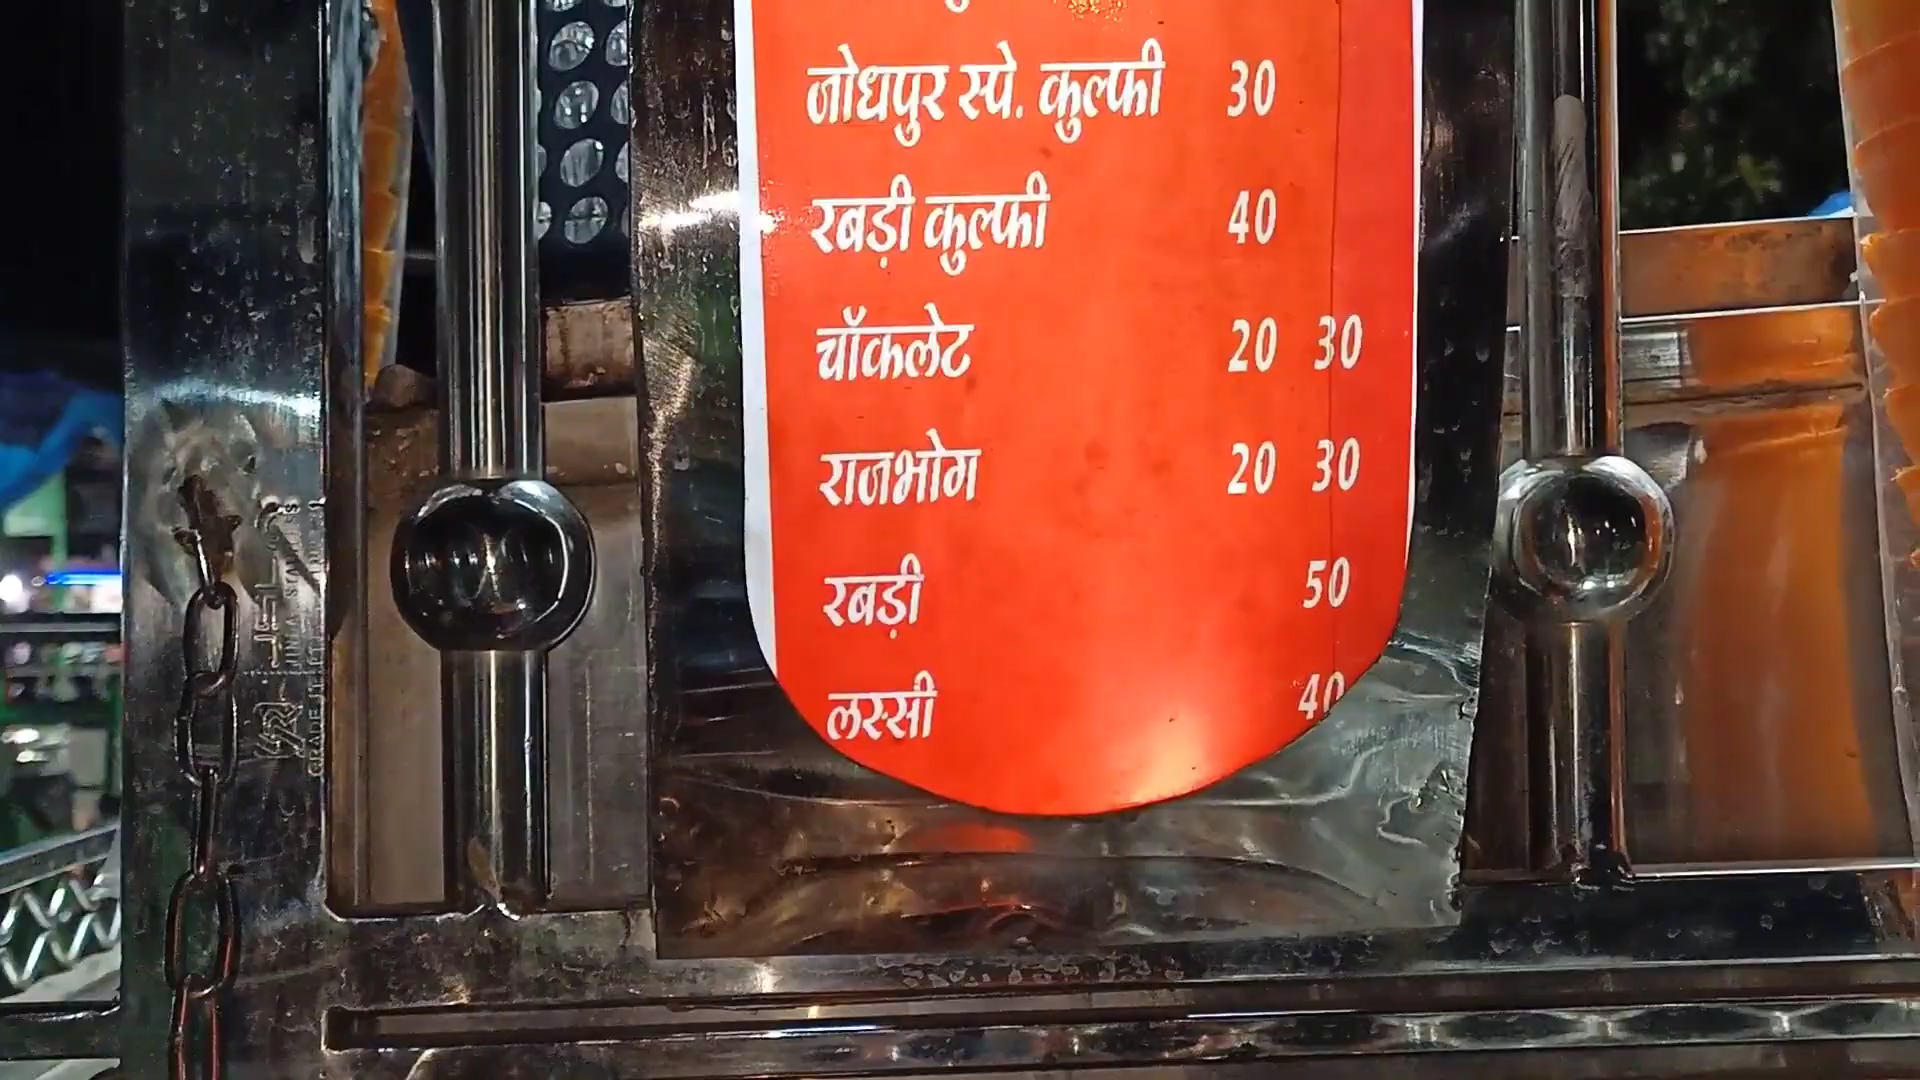 जोधपुर स्पे. कुल्फी 30
रबड़ी कुल्फी 40
चॉकलेट 20 30
राजभोग 20 30
रबड़ी 50
लस्सी 40